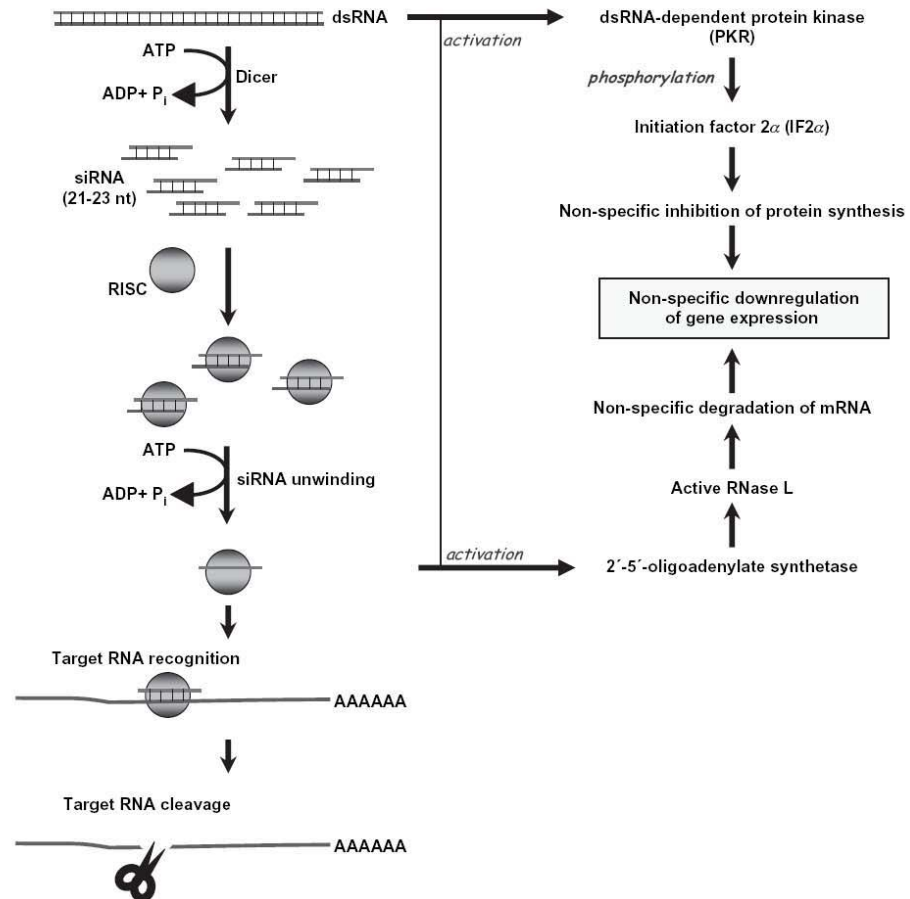 dsRNA
ATP
Dicer
ADP+ Pi
siRNA
(21-23 nt)
RISC
ATP
siRNA unwinding
ADP+ Pi
Target RNA recognition
AAAAAA
Target RNA cleavage
AAAAAA
activation
dsRNA-dependent protein kinase
(PKR)
phosphorylation
Initiation factor 2α (IF2α)
Non-specific inhibition of protein synthesis
Non-specific downregulation
of gene expression
Non-specific degradation of mRNA
Active RNase L
activation
2´-5´-oligoadenylate synthetase